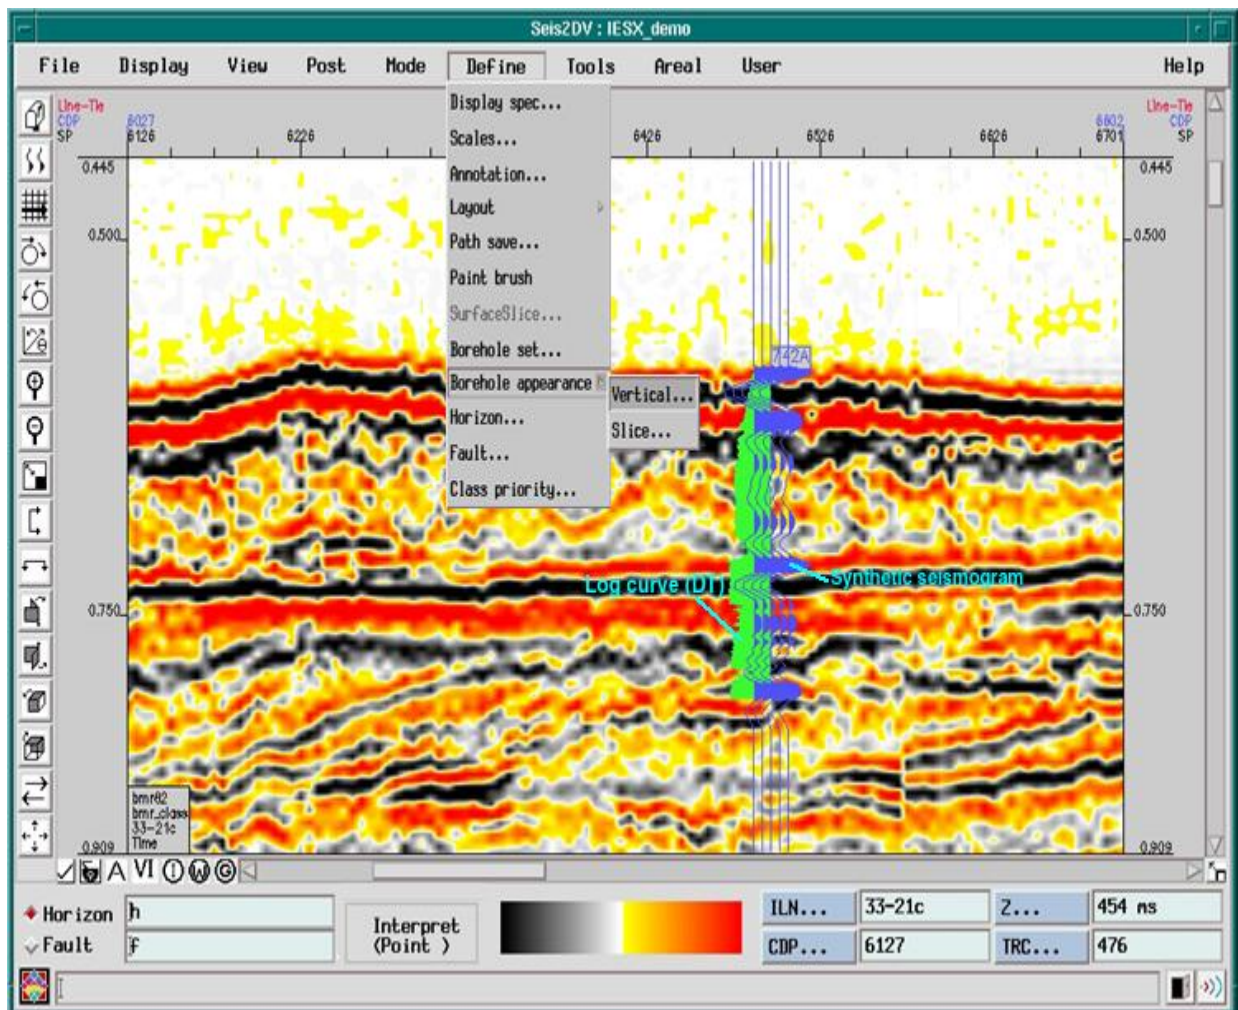 Seis2DV : IESX_demo
File Display View Post Mode Define Tools Areal User Help
Line-Tie
CDP
SP
6027
6126 6226 6426 6526 6626 6701
6602
Line-Tie
CDP
SP
Display spec...
Scales...
Annotation...
Layout
Path save...
Paint brush
SurfaceSlice...
Borehole set...
Borehole appearance
Horizon...
Fault...
Class priority...
Vertical...
Slice...
0.445 0.445
0.500 0.500
742A
Log curve (DT)
Synthetic seismogram
0.750 0.750
bmr82
bmr_class
33-21c
Time
0.909 0.909
A VI I W G
Horizon h
Fault f
Interpret
(Point )
ILN... 33-21c Z... 454 ms
CDP... 6127 TRC... 476